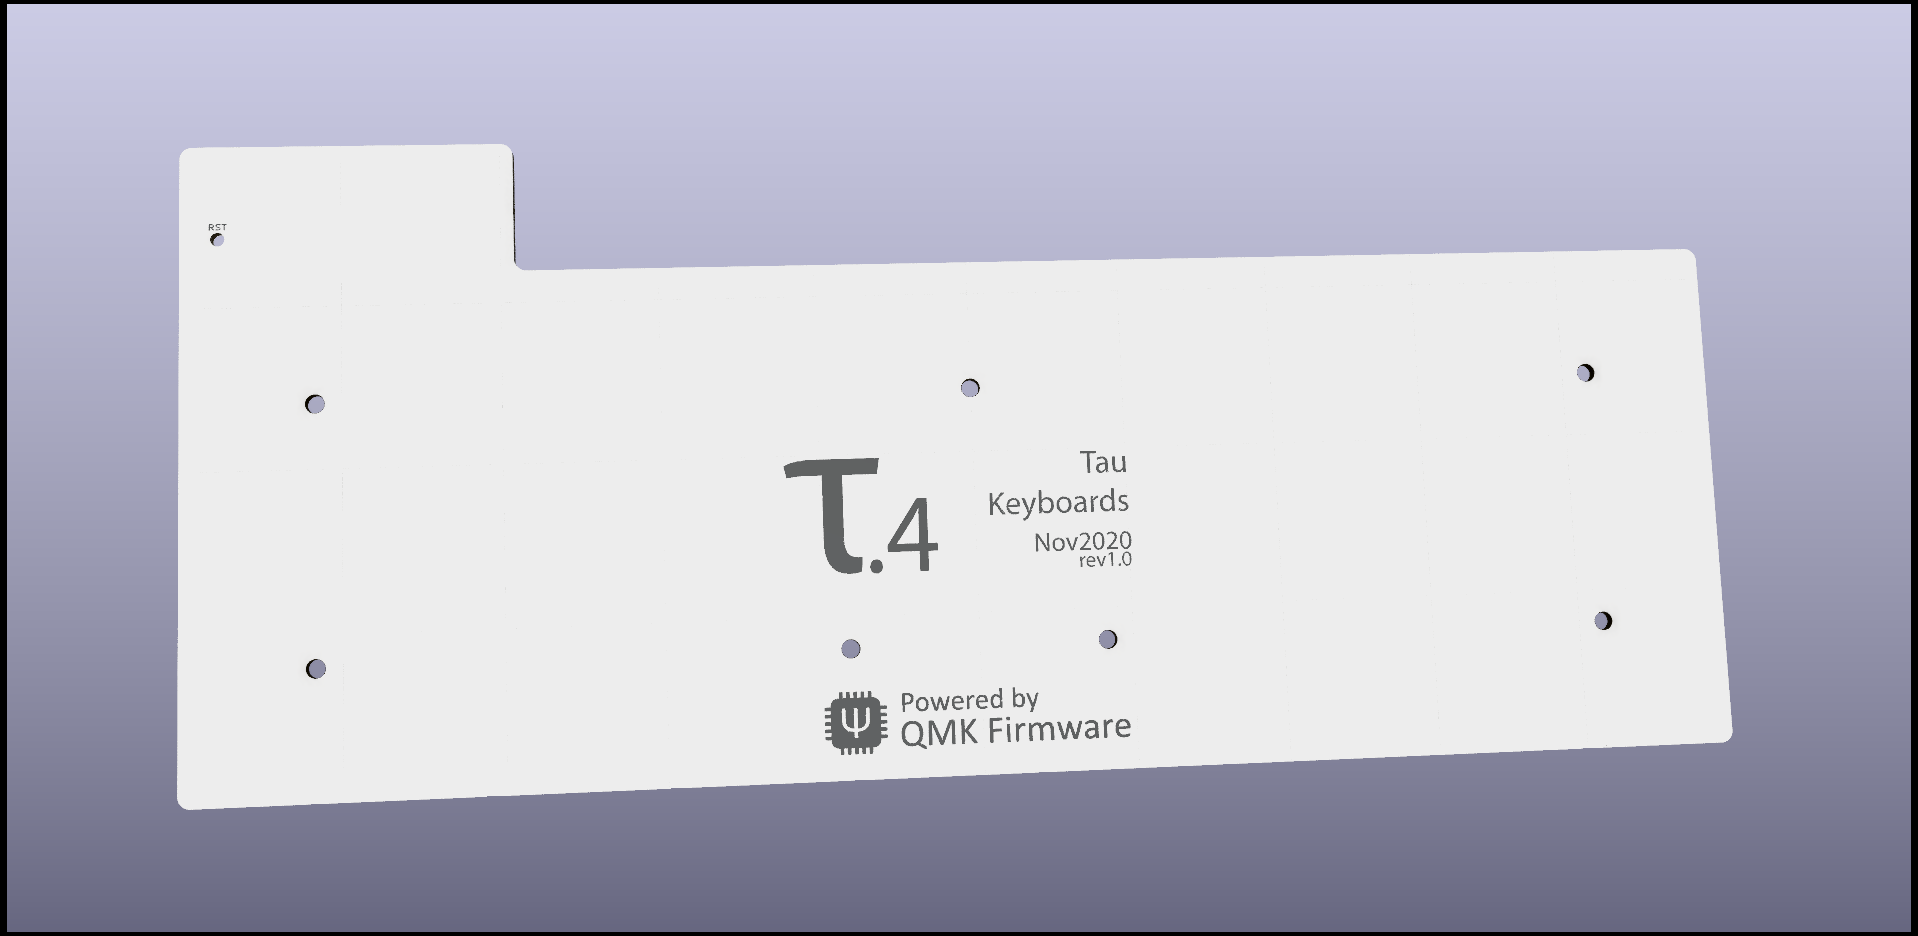 RST
τ.4
Tau
Keyboards
Nov2020
rev1.0
Powered by
QMK Firmware